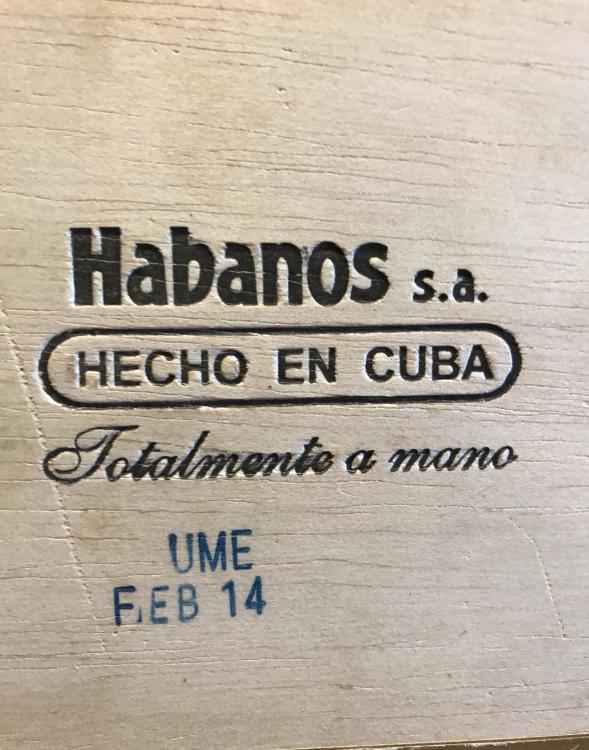 Habanos s.a.
HECHO EN CUBA
Totalmente a mano
UME
FEB 14